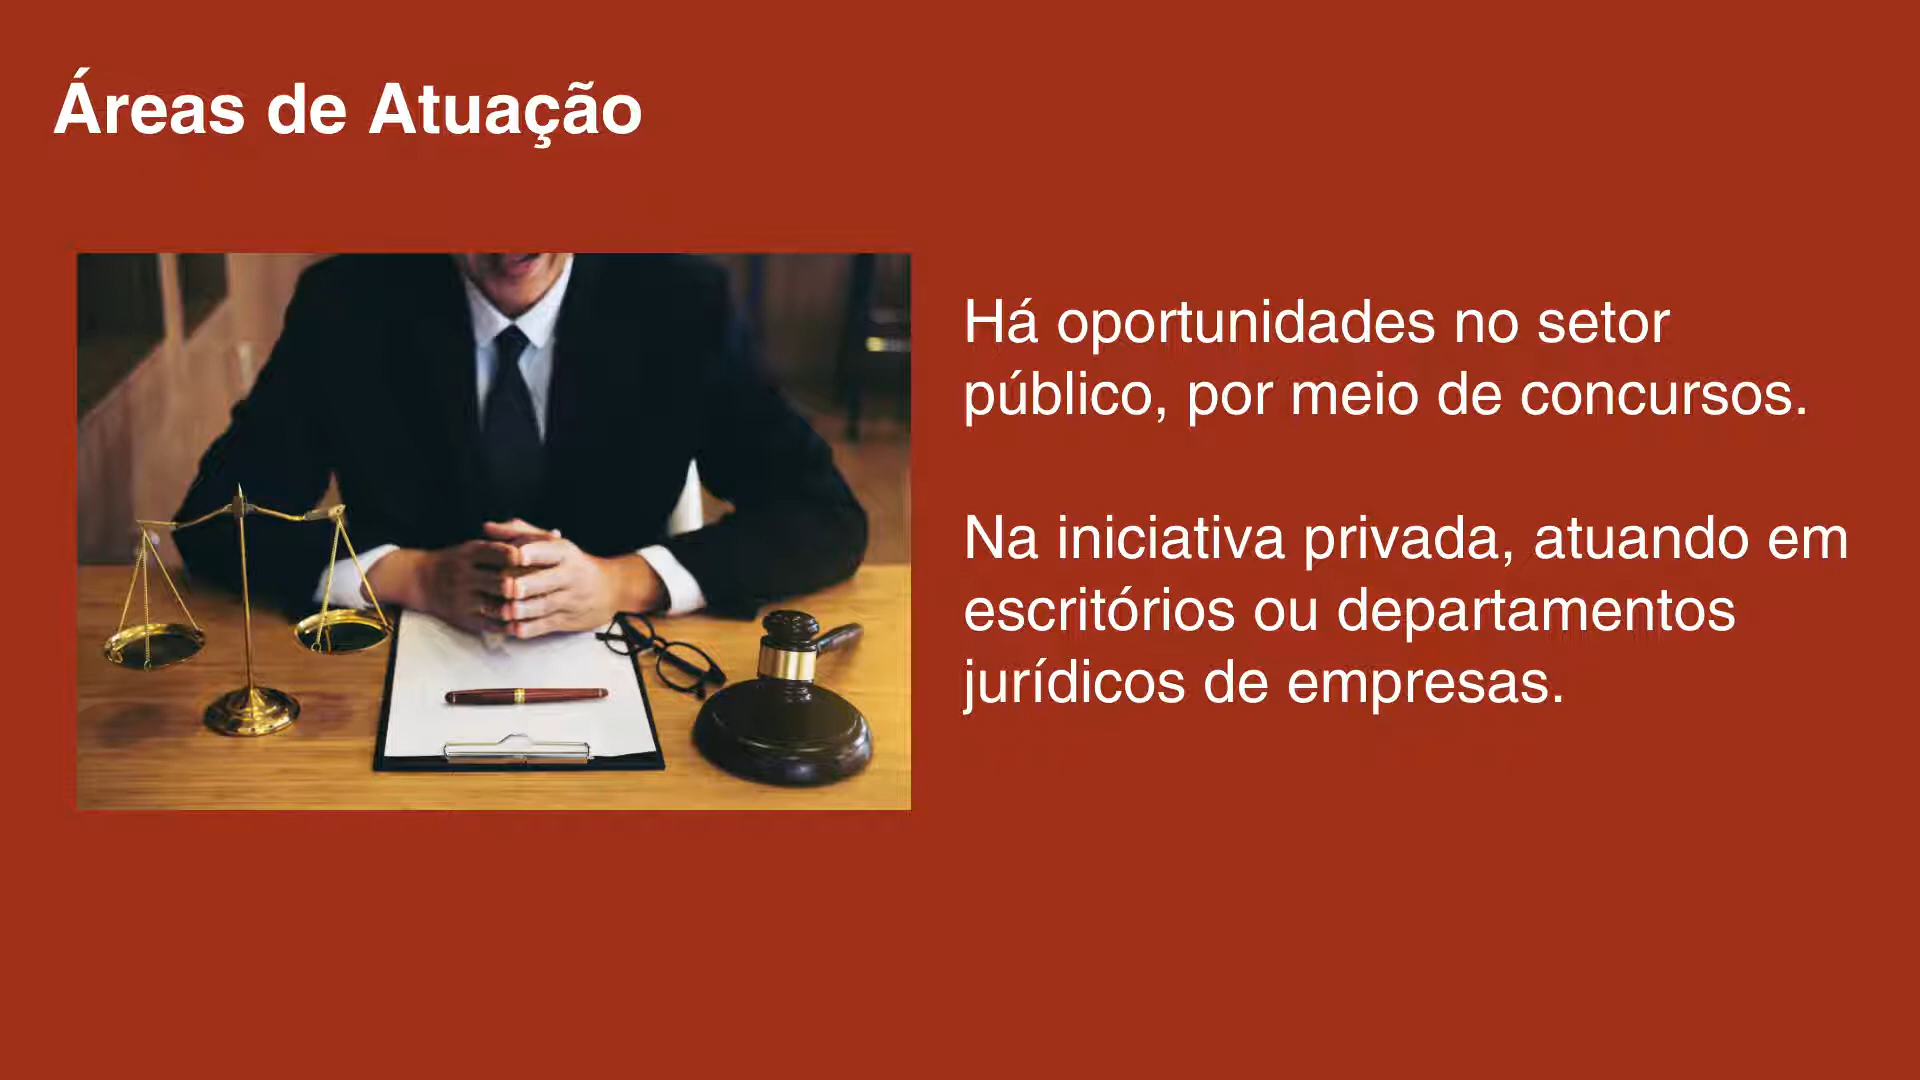 Áreas de Atuação
Há oportunidades no setor
público, por meio de concursos.
Na iniciativa privada, atuando em
escritórios ou departamentos
jurídicos de empresas.